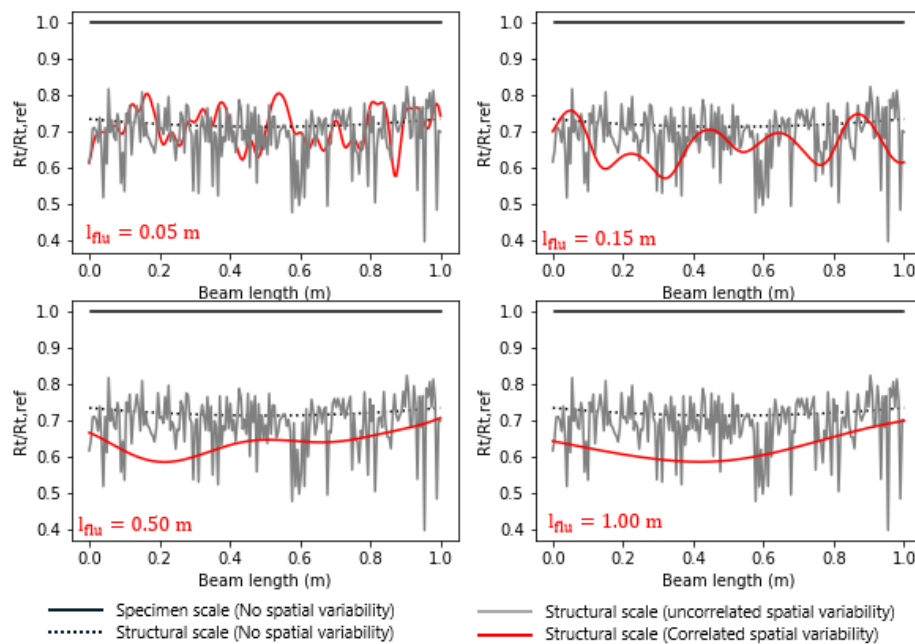 1.0
0.9
0.8
0.7
0.6
0.5
0.4
Rt/Rt,ref
l_flu = 0.05 m
0.0 0.2 0.4 0.6 0.8 1.0
Beam length (m)
1.0
0.9
0.8
0.7
0.6
0.5
0.4
Rt/Rt,ref
l_flu = 0.15 m
0.0 0.2 0.4 0.6 0.8 1.0
Beam length (m)
1.0
0.9
0.8
0.7
0.6
0.5
0.4
Rt/Rt,ref
l_flu = 0.50 m
0.0 0.2 0.4 0.6 0.8 1.0
Beam length (m)
1.0
0.9
0.8
0.7
0.6
0.5
0.4
Rt/Rt,ref
l_flu = 1.00 m
0.0 0.2 0.4 0.6 0.8 1.0
Beam length (m)
Specimen scale (No spatial variability)
Structural scale (No spatial variability)
Structural scale (uncorrelated spatial variability)
Structural scale (Correlated spatial variability)